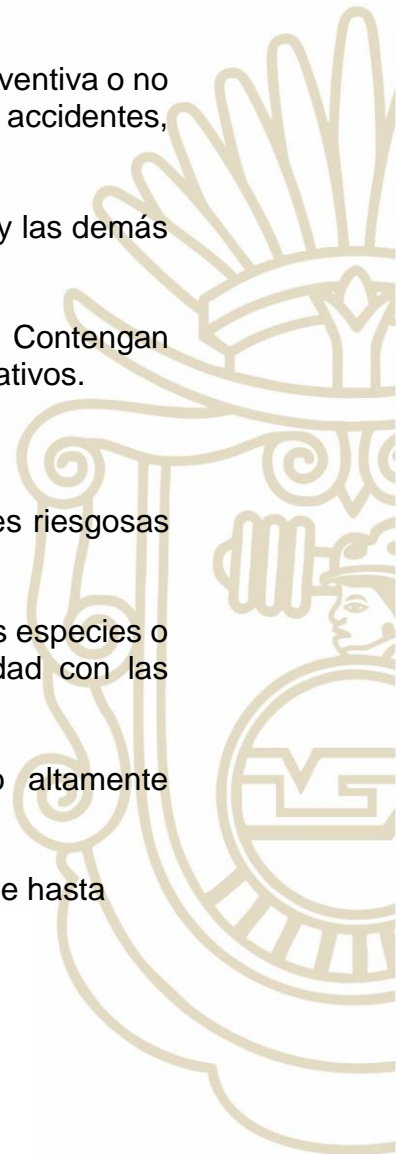 ventiva o no
accidentes,
y las demás
Contengan
ativos.
es riesgosas
s especies o
dad con las
o altamente
e hasta